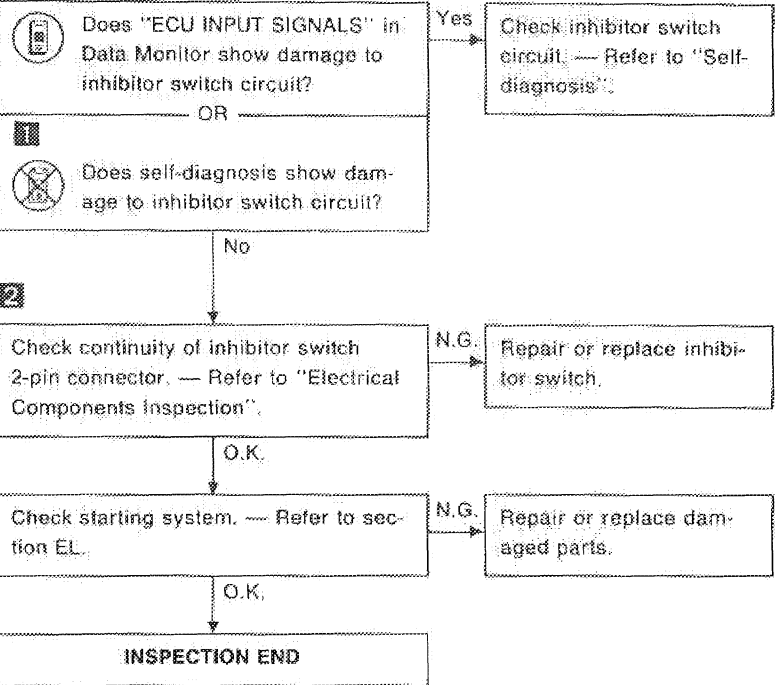 Does "ECU INPUT SIGNALS" in
Data Monitor show damage to
inhibitor switch circuit?
Yes
Check inhibitor switch
circuit. — Refer to "Self-
diagnosis".
OR
1
Does self-diagnosis show dam-
age to inhibitor switch circuit?
No
2
Check continuity of inhibitor switch
2-pin connector. — Refer to "Electrical
Components Inspection".
N.G.
Repair or replace inhibi-
tor switch.
O.K.
Check starting system. — Refer to sec-
tion EL.
N.G.
Repair or replace dam-
aged parts.
O.K.
INSPECTION END